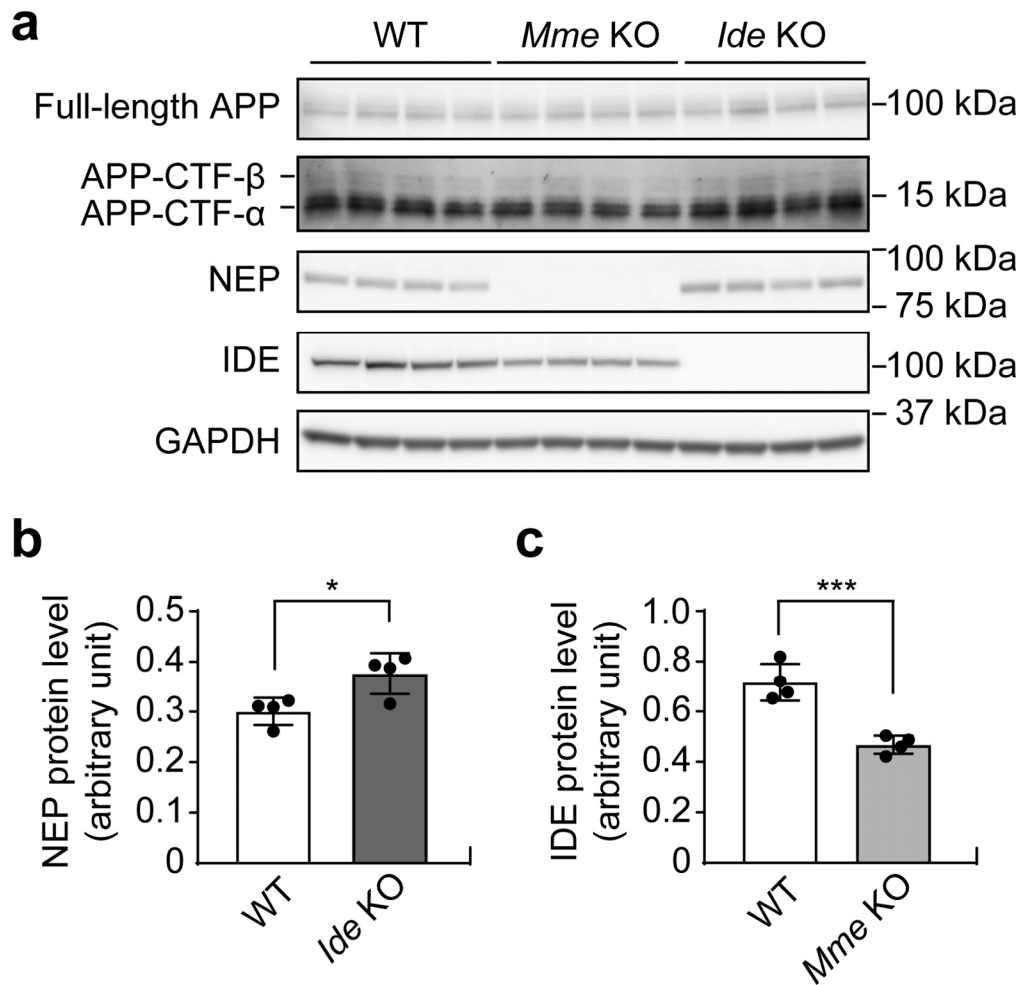 a
WT Mme KO Ide KO
Full-length APP 100 kDa
APP-CTF-β
APP-CTF-α 15 kDa
NEP 100 kDa
75 kDa
IDE 100 kDa
37 kDa
GAPDH
b
NEP protein level
(arbitrary unit)
0.5
0.4
0.3
0.2
0.1
0
*
WT
Ide KO
c
IDE protein level
(arbitrary unit)
1.0
0.8
0.6
0.4
0.2
0
***
WT
Mme KO